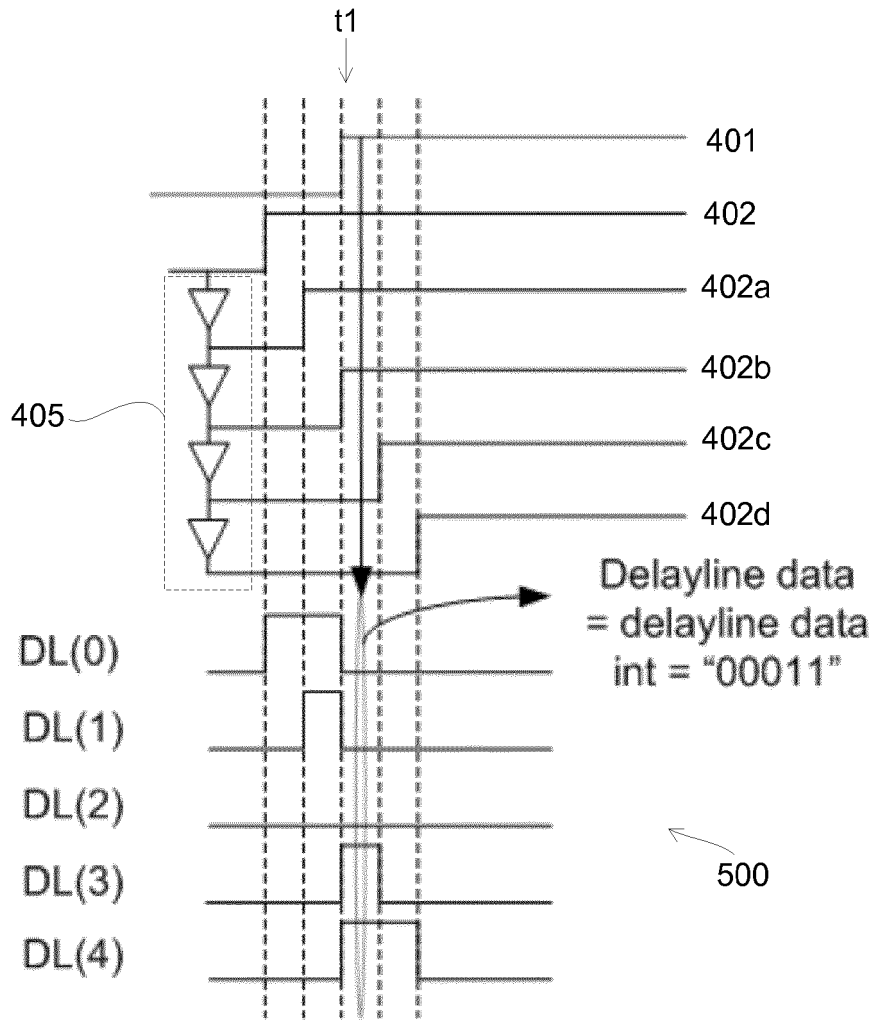 t1
401
402
402a
402b
405
402c
402d
Delayline data
= delayline data
int = “00011”
DL(0)
DL(1)
DL(2)
DL(3)
500
DL(4)